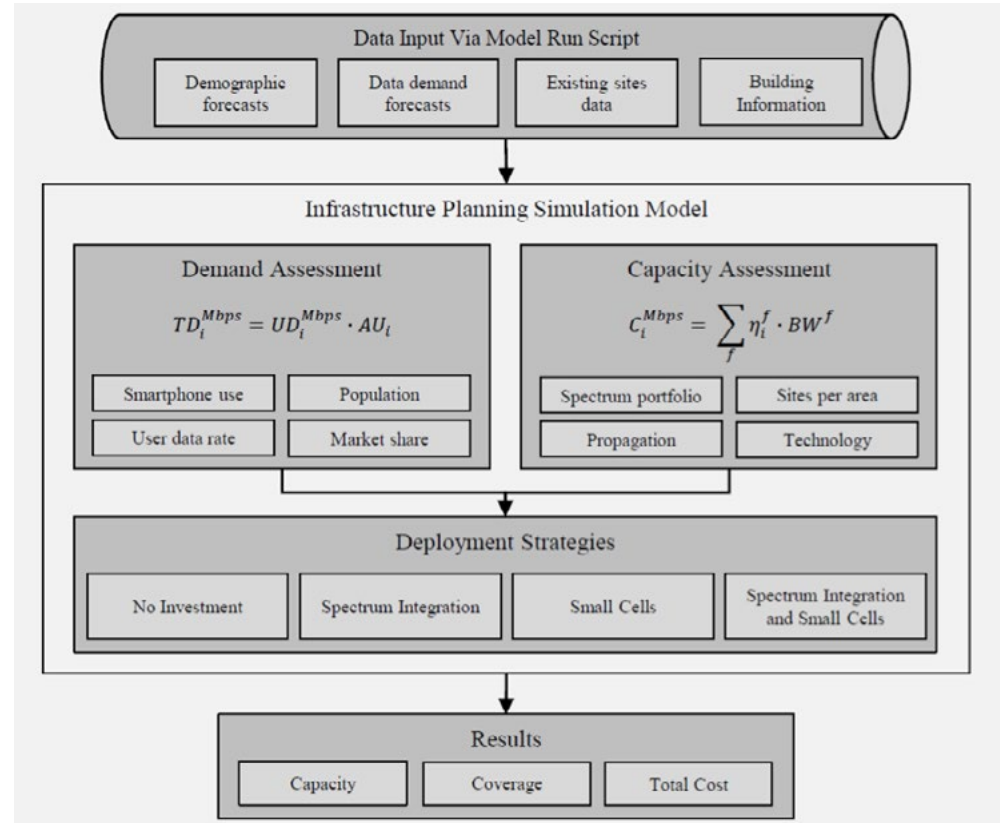 Data Input Via Model Run Script
Demographic
forecasts
Data demand
forecasts
Existing sites
data
Building
Information
Infrastructure Planning Simulation Model
Demand Assessment
TD_i^{Mbps} = UD_i^{Mbps} · AU_i
Smartphone use
Population
User data rate
Market share
Capacity Assessment
C_i^{Mbps} = ∑_f η_i^f · BW^f
Spectrum portfolio
Sites per area
Propagation
Technology
Deployment Strategies
No Investment
Spectrum Integration
Small Cells
Spectrum Integration
and Small Cells
Results
Capacity
Coverage
Total Cost